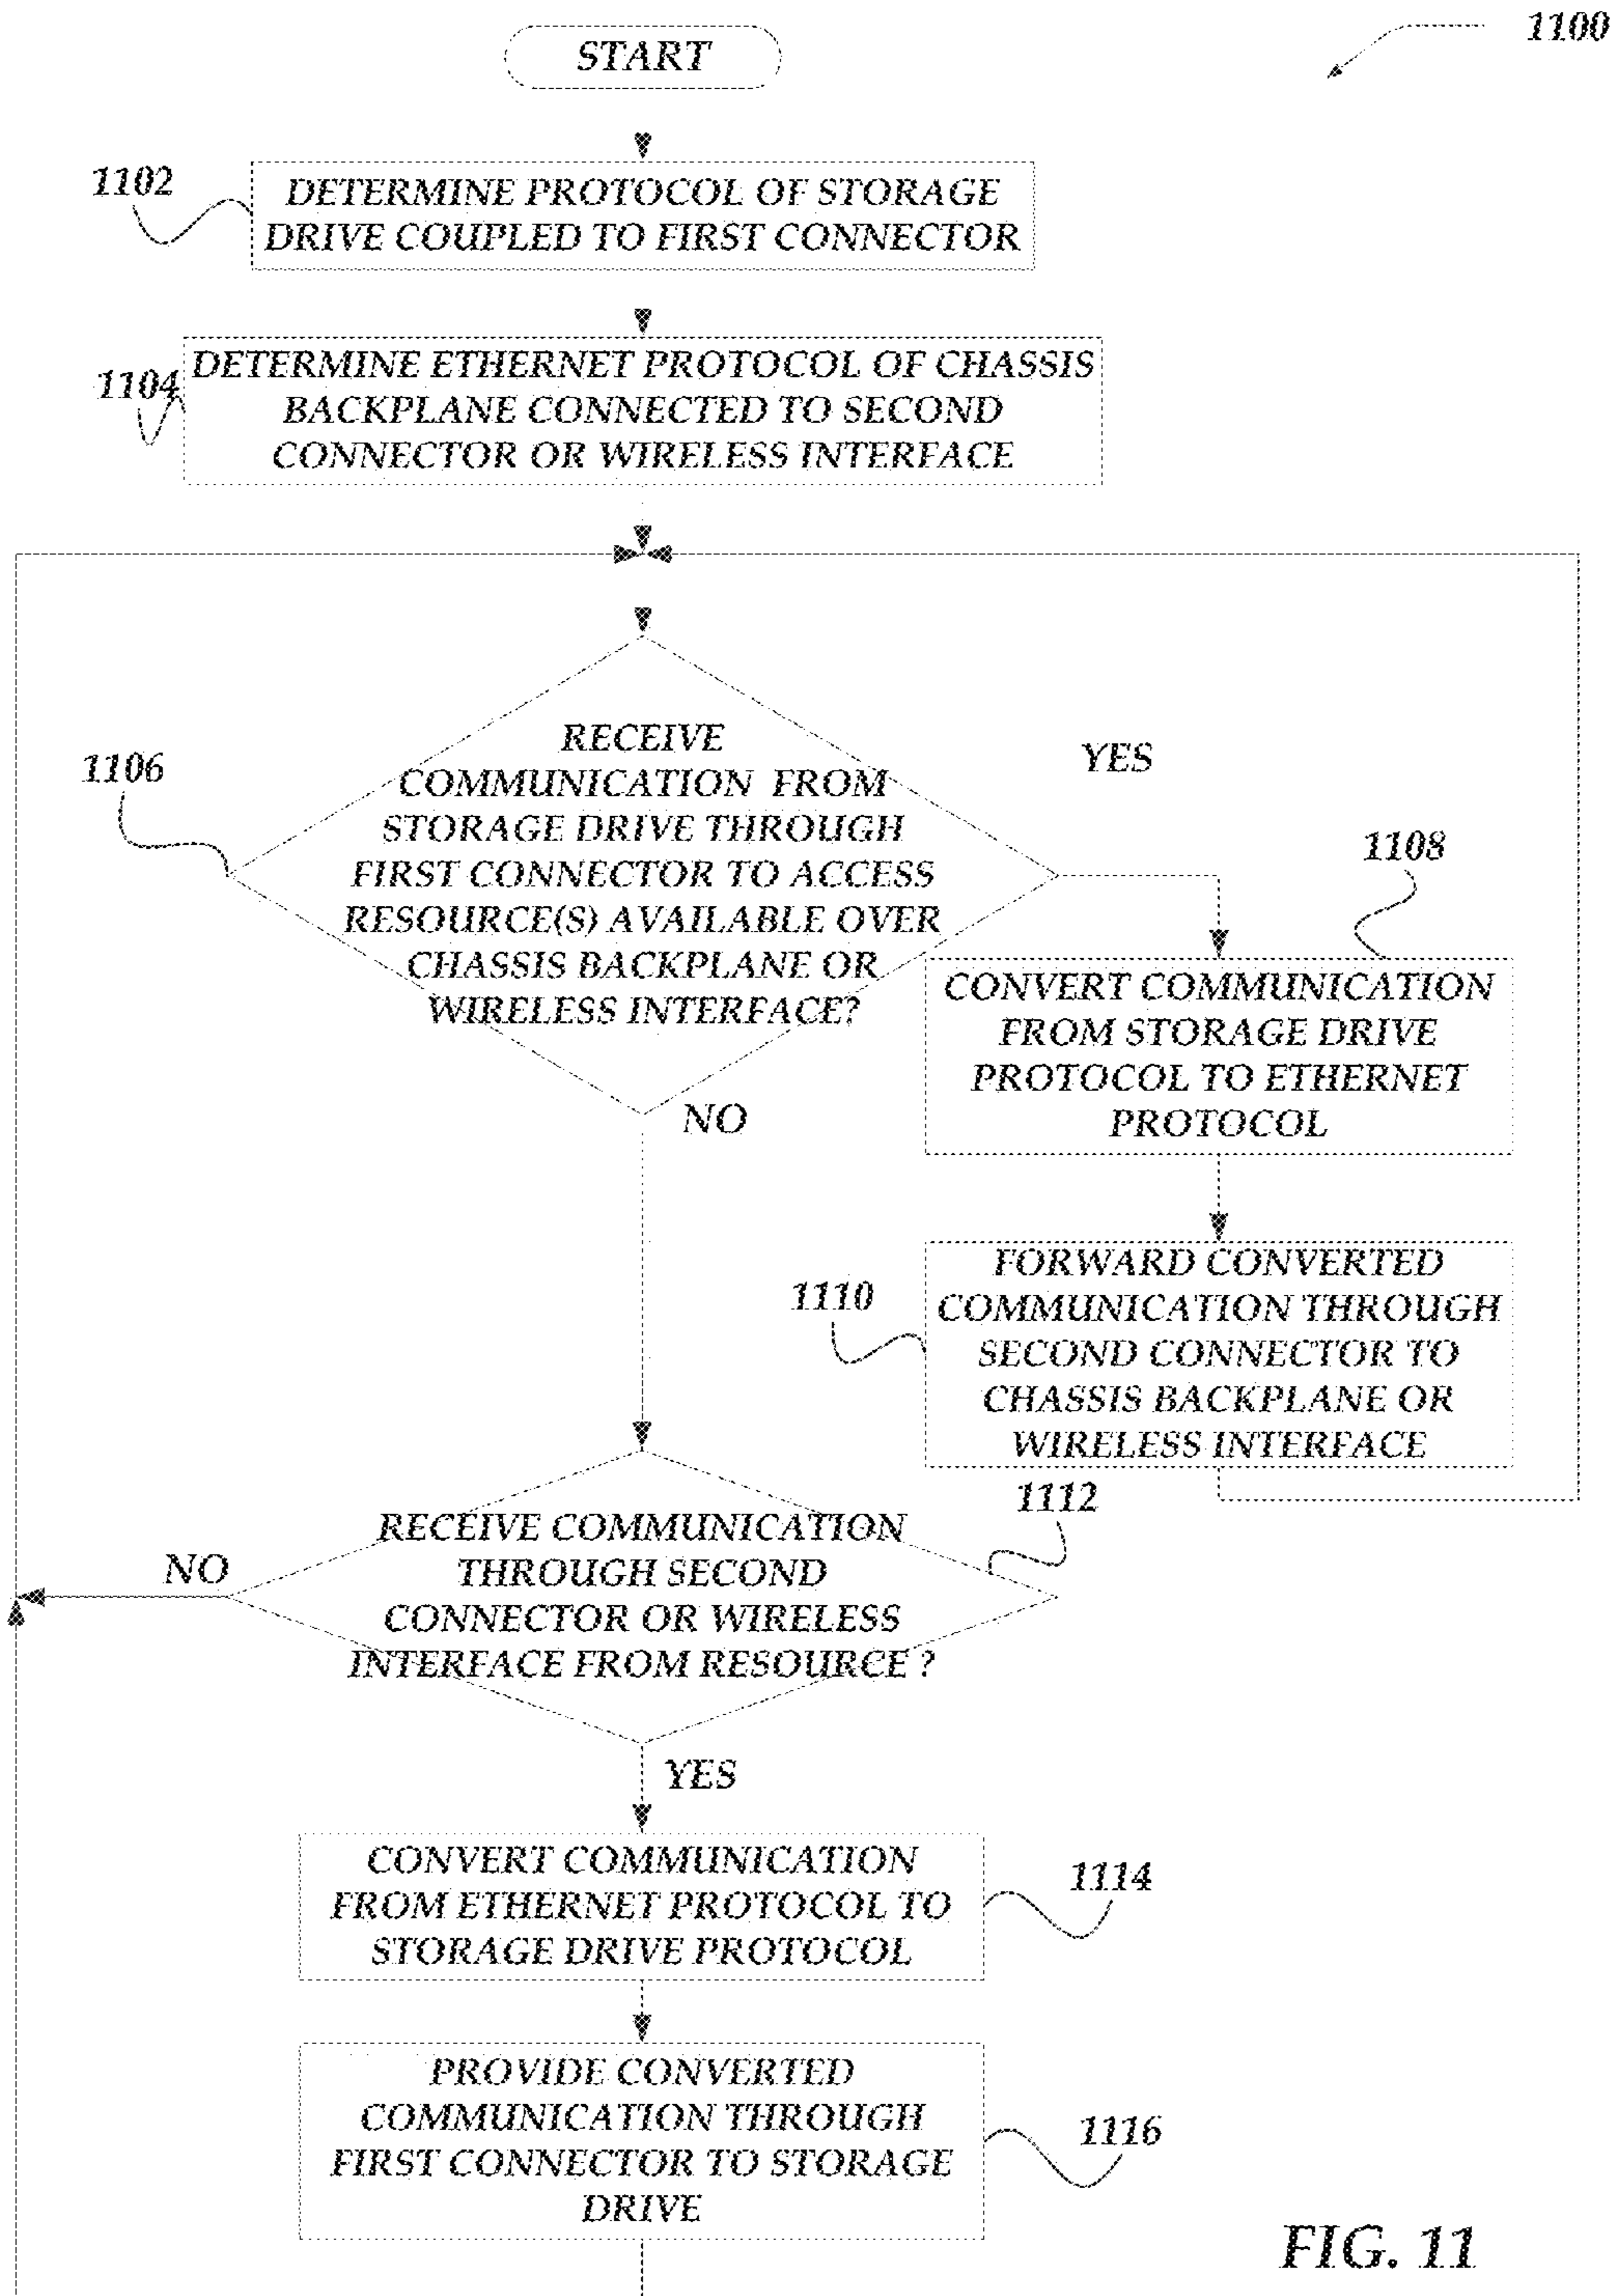 1100
START
1102
DETERMINE PROTOCOL OF STORAGE
DRIVE COUPLED TO FIRST CONNECTOR
1104
DETERMINE ETHERNET PROTOCOL OF CHASSIS
BACKPLANE CONNECTED TO SECOND
CONNECTOR OR WIRELESS INTERFACE
1106
RECEIVE
COMMUNICATION FROM
STORAGE DRIVE THROUGH
FIRST CONNECTOR TO ACCESS
RESOURCE(S) AVAILABLE OVER
CHASSIS BACKPLANE OR
WIRELESS INTERFACE?
YES
1108
CONVERT COMMUNICATION
FROM STORAGE DRIVE
PROTOCOL TO ETHERNET
PROTOCOL
NO
1110
FORWARD CONVERTED
COMMUNICATION THROUGH
SECOND CONNECTOR TO
CHASSIS BACKPLANE OR
WIRELESS INTERFACE
1112
RECEIVE COMMUNICATION
THROUGH SECOND
CONNECTOR OR WIRELESS
INTERFACE FROM RESOURCE ?
NO
YES
CONVERT COMMUNICATION
FROM ETHERNET PROTOCOL TO
STORAGE DRIVE PROTOCOL
1114
PROVIDE CONVERTED
COMMUNICATION THROUGH
FIRST CONNECTOR TO STORAGE
DRIVE
1116
FIG. 11